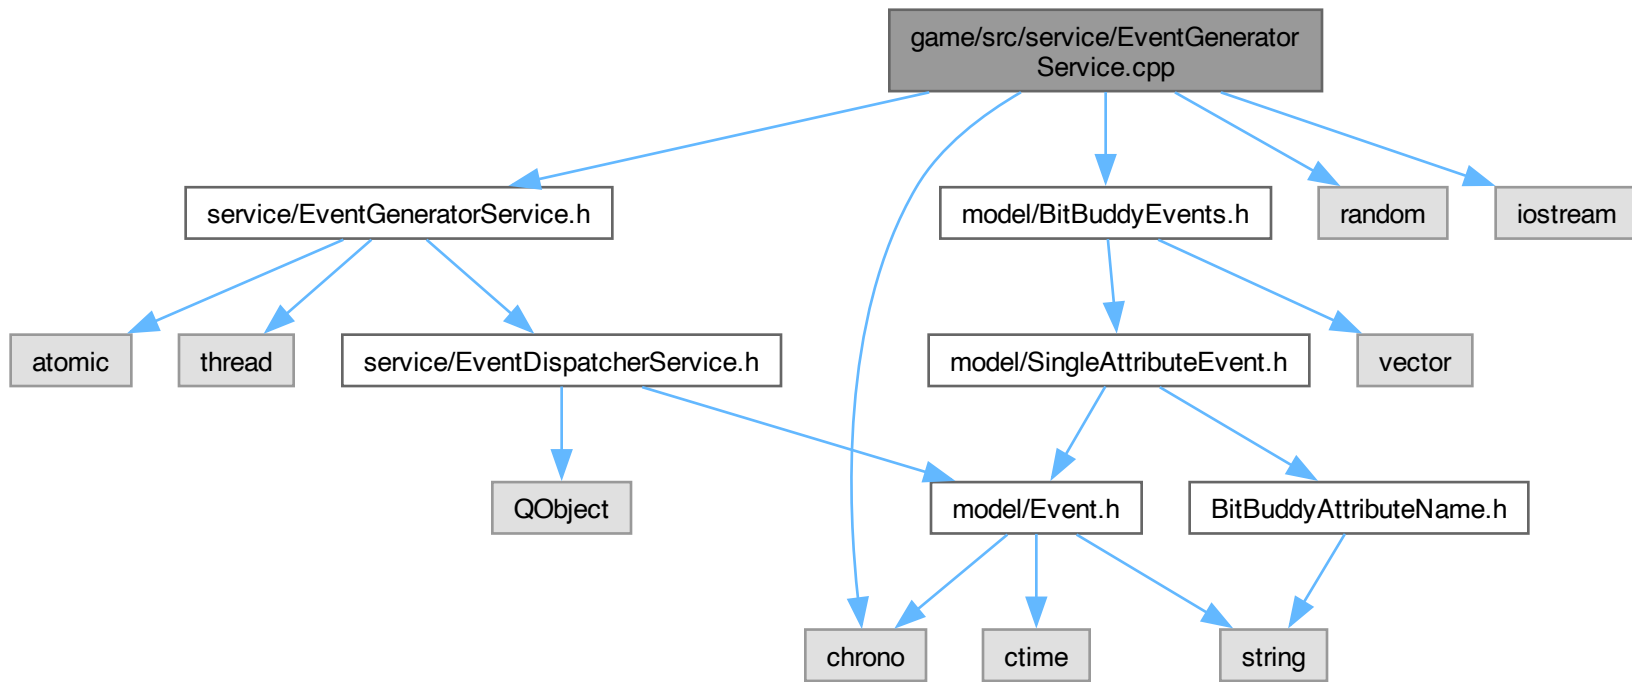 game/src/service/EventGenerator
Service.cpp
service/EventGeneratorService.h
model/BitBuddyEvents.h
random
iostream
atomic
thread
service/EventDispatcherService.h
model/SingleAttributeEvent.h
vector
QObject
model/Event.h
BitBuddyAttributeName.h
chrono
ctime
string